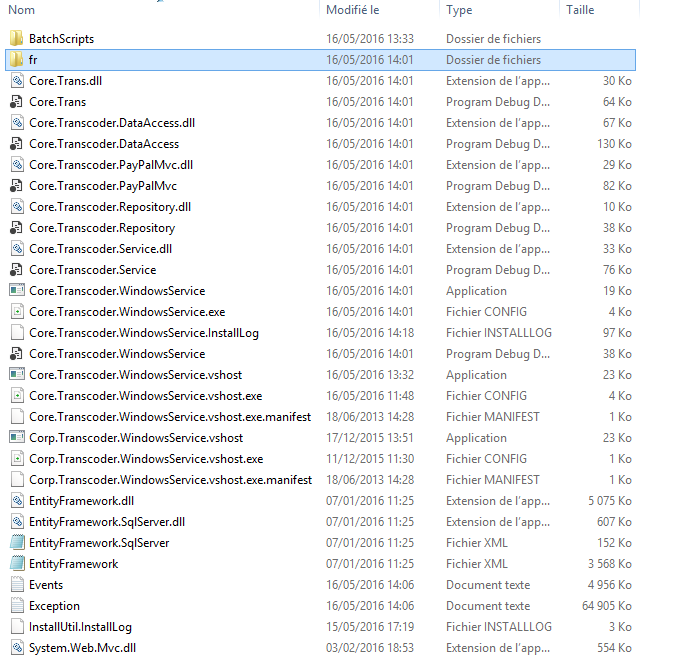 Nom Modifié le Type Taille
BatchScripts 16/05/2016 13:33 Dossier de fichiers
fr 16/05/2016 14:01 Dossier de fichiers
Core.Trans.dll 16/05/2016 14:01 Extension de l'app... 30 Ko
Core.Trans 16/05/2016 14:01 Program Debug D... 64 Ko
Core.Transcoder.DataAccess.dll 16/05/2016 14:01 Extension de l'app... 67 Ko
Core.Transcoder.DataAccess 16/05/2016 14:01 Program Debug D... 130 Ko
Core.Transcoder.PayPalMvc.dll 16/05/2016 14:01 Extension de l'app... 29 Ko
Core.Transcoder.PayPalMvc 16/05/2016 14:01 Program Debug D... 82 Ko
Core.Transcoder.Repository.dll 16/05/2016 14:01 Extension de l'app... 10 Ko
Core.Transcoder.Repository 16/05/2016 14:01 Program Debug D... 38 Ko
Core.Transcoder.Service.dll 16/05/2016 14:01 Extension de l'app... 33 Ko
Core.Transcoder.Service 16/05/2016 14:01 Program Debug D... 76 Ko
Core.Transcoder.WindowsService 16/05/2016 14:01 Application 19 Ko
Core.Transcoder.WindowsService.exe 16/05/2016 14:01 Fichier CONFIG 4 Ko
Core.Transcoder.WindowsService.InstallLog 16/05/2016 14:18 Fichier INSTALLLOG 97 Ko
Core.Transcoder.WindowsService 16/05/2016 14:01 Program Debug D... 38 Ko
Core.Transcoder.WindowsService.vshost 16/05/2016 13:32 Application 23 Ko
Core.Transcoder.WindowsService.vshost.exe 16/05/2016 11:48 Fichier CONFIG 4 Ko
Core.Transcoder.WindowsService.vshost.exe.manifest 18/06/2013 14:28 Fichier MANIFEST 1 Ko
Corp.Transcoder.WindowsService.vshost 17/12/2015 13:51 Application 23 Ko
Corp.Transcoder.WindowsService.vshost.exe 11/12/2015 11:30 Fichier CONFIG 1 Ko
Corp.Transcoder.WindowsService.vshost.exe.manifest 18/06/2013 14:28 Fichier MANIFEST 1 Ko
EntityFramework.dll 07/01/2016 11:25 Extension de l'app... 5 075 Ko
EntityFramework.SqlServer.dll 07/01/2016 11:25 Extension de l'app... 607 Ko
EntityFramework.SqlServer 07/01/2016 11:25 Fichier XML 152 Ko
EntityFramework 07/01/2016 11:25 Fichier XML 3 568 Ko
Events 16/05/2016 14:06 Document texte 4 956 Ko
Exception 16/05/2016 14:06 Document texte 64 905 Ko
InstallUtil.InstallLog 15/05/2016 17:19 Fichier INSTALLLOG 3 Ko
System.Web.Mvc.dll 03/02/2016 18:53 Extension de l'app... 554 Ko